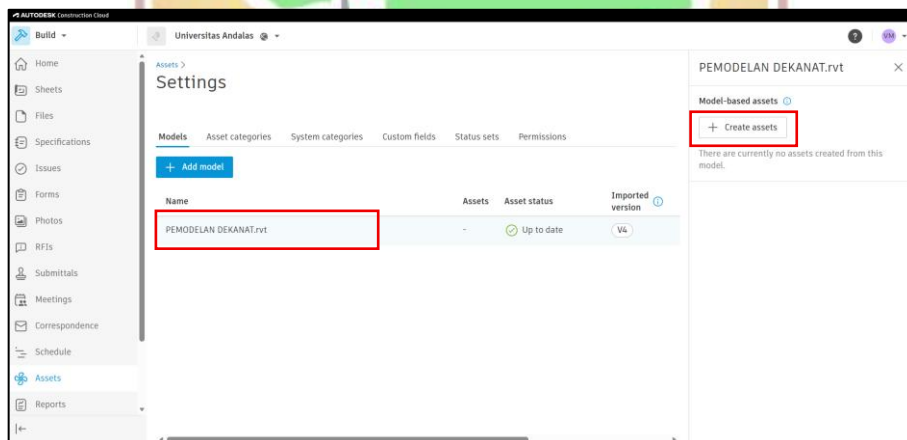 AUTODESK Construction Cloud
Build
Universitas Andalas
?
VM
Home
Sheets
Files
Specifications
Issues
Forms
Photos
RFIs
Submittals
Meetings
Correspondence
Schedule
Assets
Reports
Assets >
Settings
Models Asset categories System categories Custom fields Status sets Permissions
+ Add model
Name Assets Asset status Imported version
PEMODELAN DEKANAT.rvt - Up to date V4
PEMODELAN DEKANAT.rvt
Model-based assets
+ Create assets
There are currently no assets created from this
model.